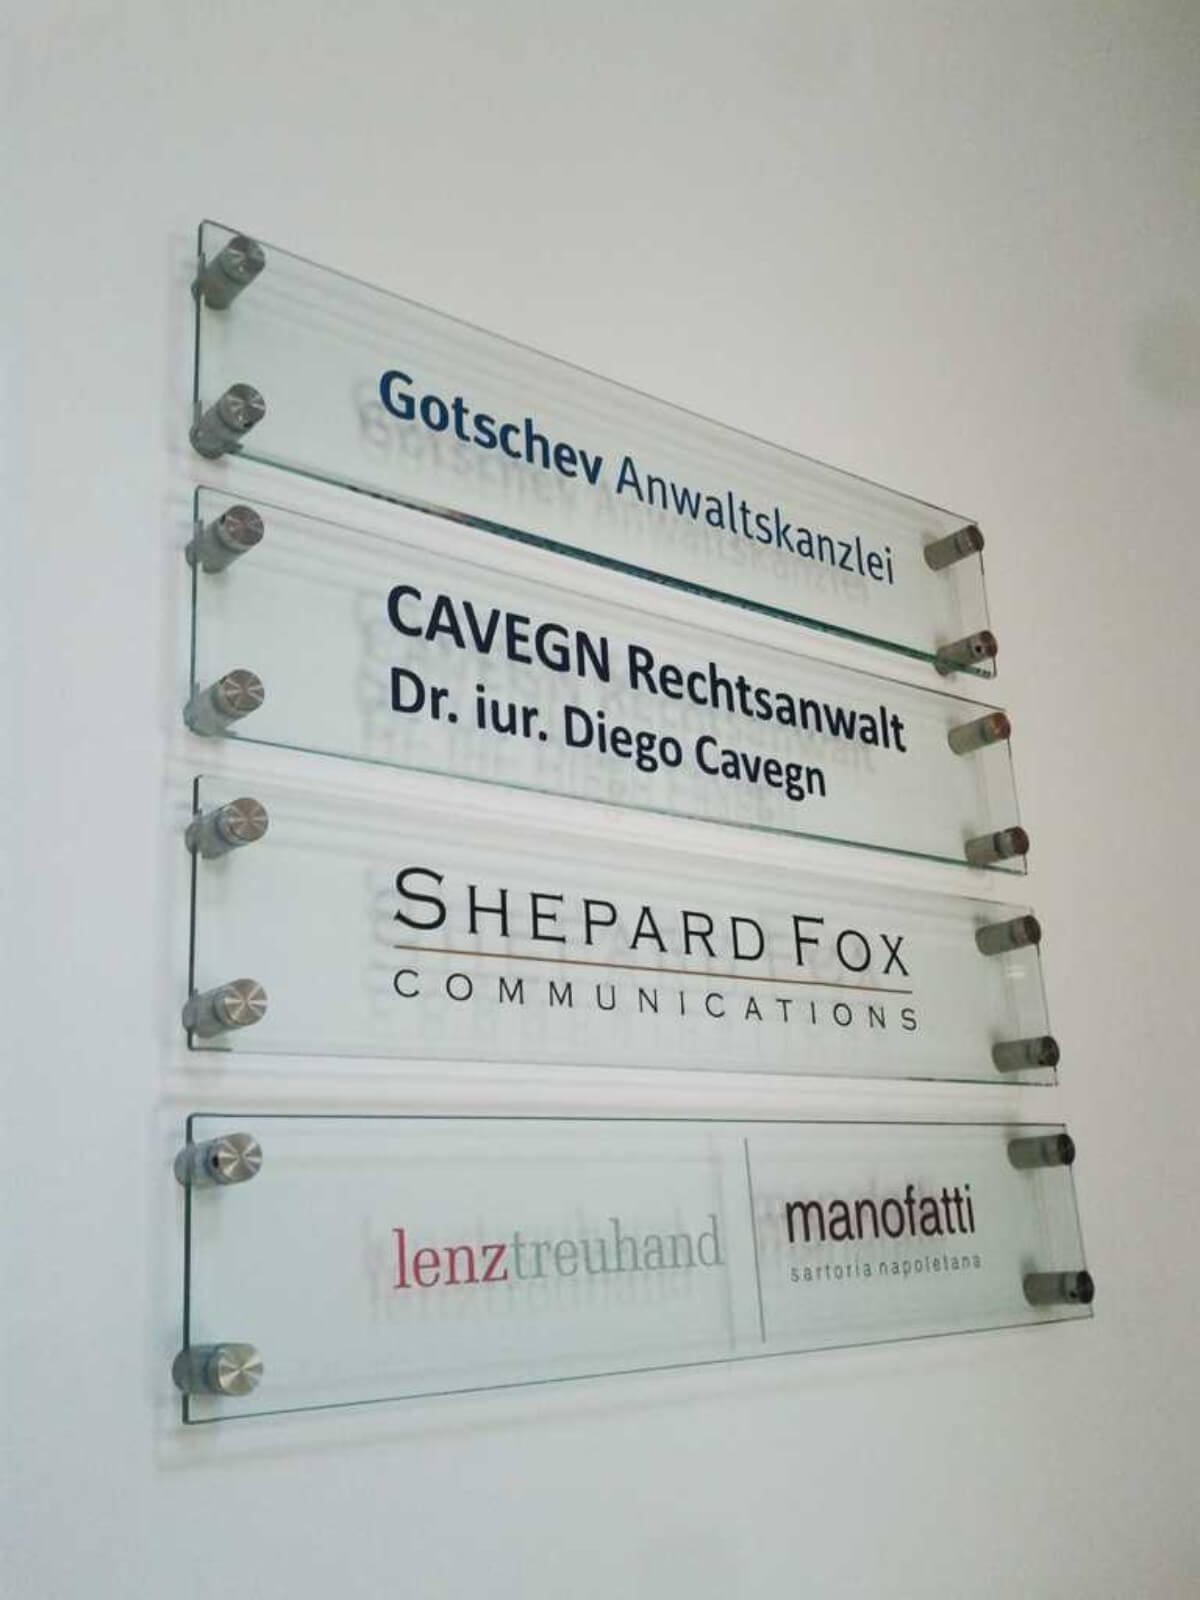 Gotschev Anwaltskanzlei
CAVEGN Rechtsanwalt
Dr. iur. Diego Cavegn
SHEPARD FOX
COMMUNICATIONS
lenztreuhand
manofatti
sartoria napoletana